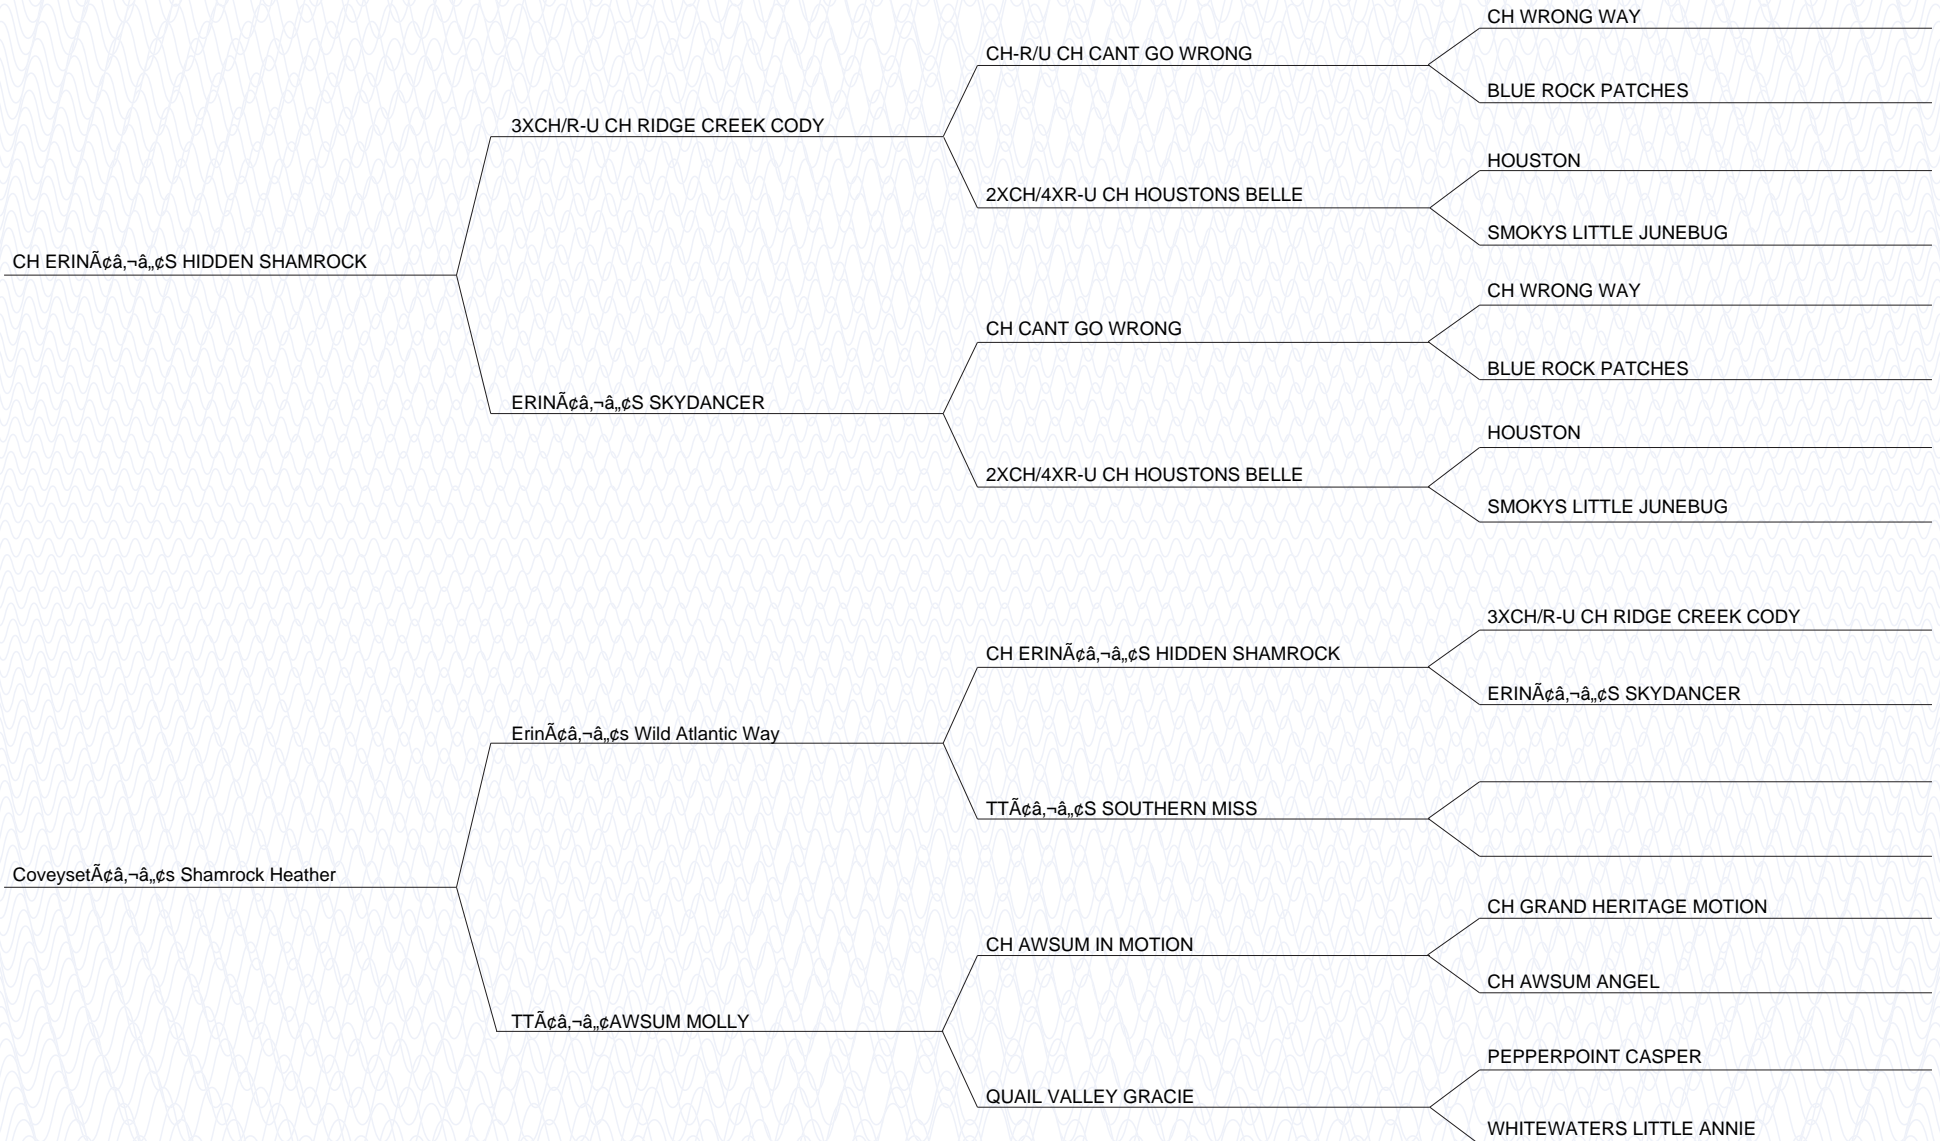 CH WRONG WAY
CH-R/U CH CANT GO WRONG
BLUE ROCK PATCHES
3XCH/R-U CH RIDGE CREEK CODY
HOUSTON
2XCH/4XR-U CH HOUSTONS BELLE
SMOKYS LITTLE JUNEBUG
CH ERINÃ¢â‚¬â„¢S HIDDEN SHAMROCK
CH WRONG WAY
CH CANT GO WRONG
BLUE ROCK PATCHES
ERINÃ¢â‚¬â„¢S SKYDANCER
HOUSTON
2XCH/4XR-U CH HOUSTONS BELLE
SMOKYS LITTLE JUNEBUG
3XCH/R-U CH RIDGE CREEK CODY
CH ERINÃ¢â‚¬â„¢S HIDDEN SHAMROCK
ERINÃ¢â‚¬â„¢S SKYDANCER
ErinÃ¢â‚¬â„¢s Wild Atlantic Way
TTÃ¢â‚¬â„¢S SOUTHERN MISS
CoveysetÃ¢â‚¬â„¢s Shamrock Heather
CH GRAND HERITAGE MOTION
CH AWSUM IN MOTION
CH AWSUM ANGEL
TTÃ¢â‚¬â„¢AWSUM MOLLY
PEPPERPOINT CASPER
QUAIL VALLEY GRACIE
WHITEWATERS LITTLE ANNIE